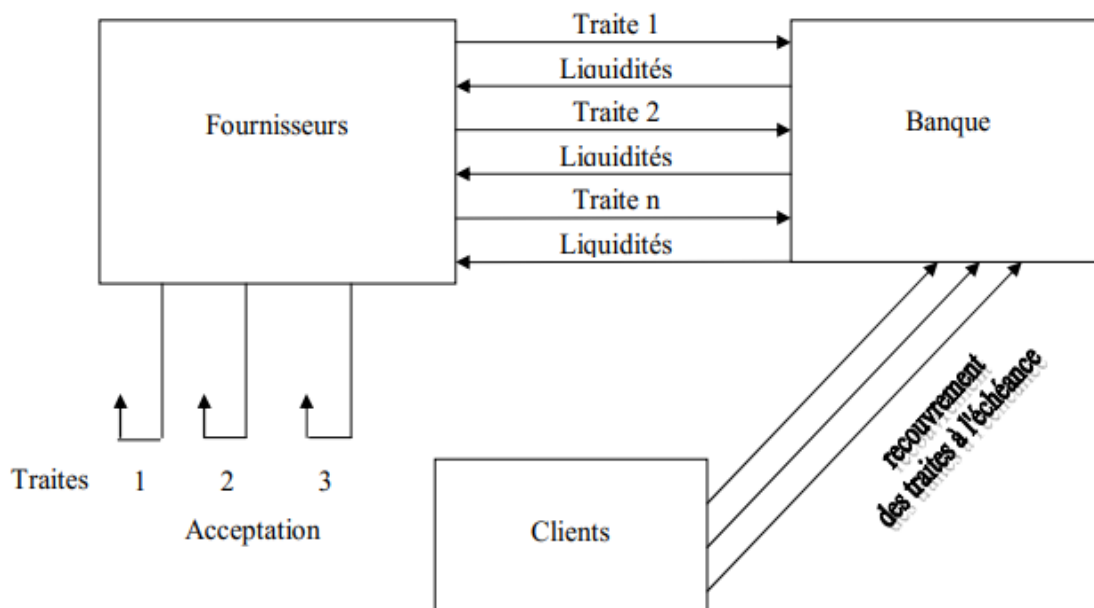 Traite 1
Liquidités
Fournisseurs
Traite 2
Banque
Liquidités
Traite n
Liquidités
recouvrement
des traites à l'échéance
Traites 1 2 3
Acceptation
Clients